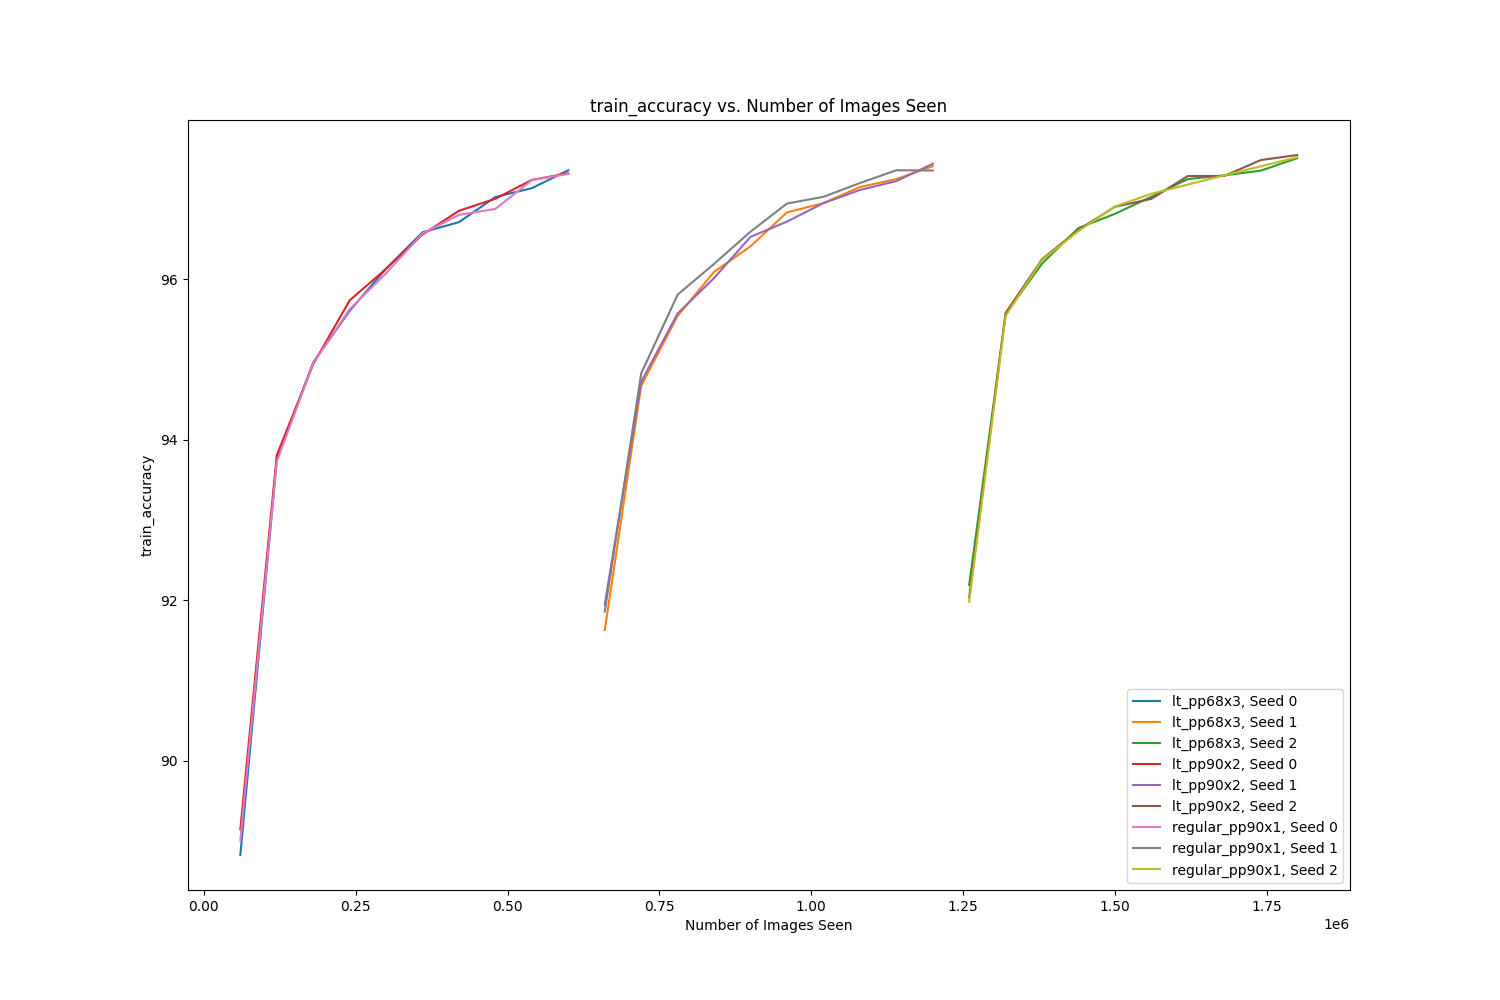 train_accuracy vs. Number of Images Seen
train_accuracy
96
94
92
90
0.00 0.25 0.50 0.75 1.00 1.25 1.50 1.75
1e6
Number of Images Seen
lt_pp68x3, Seed 0
lt_pp68x3, Seed 1
lt_pp68x3, Seed 2
lt_pp90x2, Seed 0
lt_pp90x2, Seed 1
lt_pp90x2, Seed 2
regular_pp90x1, Seed 0
regular_pp90x1, Seed 1
regular_pp90x1, Seed 2